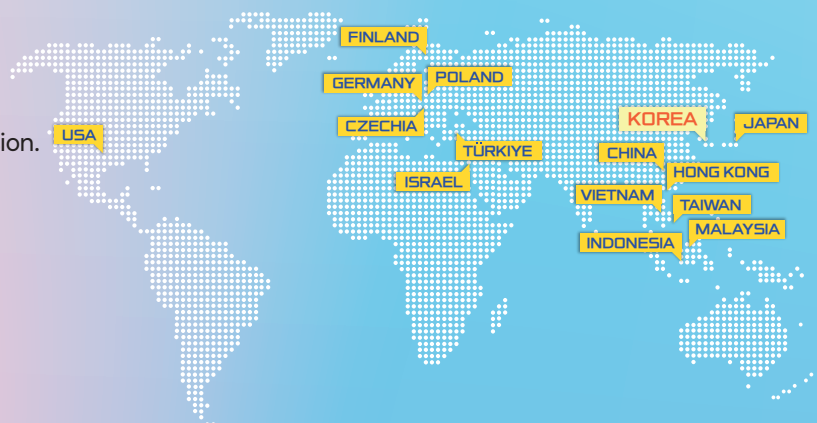 FINLAND
GERMANY
POLAND
ion.
USA
CZECHIA
KOREA
JAPAN
TÜRKIYE
CHINA
ISRAEL
HONG KONG
VIETNAM
TAIWAN
MALAYSIA
INDONESIA